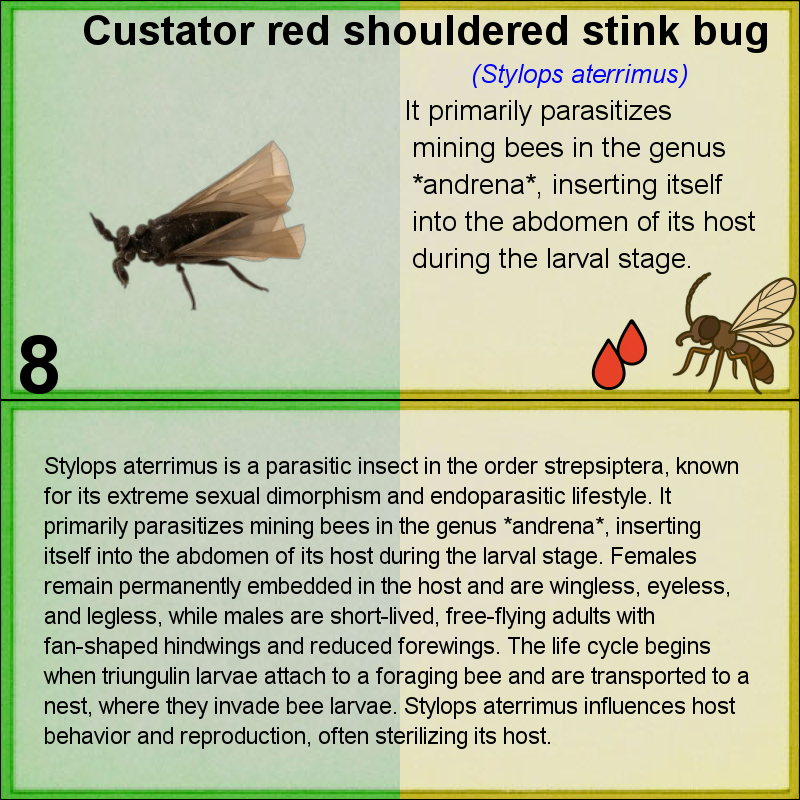 Custator red shouldered stink bug
(Stylops aterrimus)
It primarily parasitizes
mining bees in the genus
*andrena*, inserting itself
into the abdomen of its host
during the larval stage.
8
Stylops aterrimus is a parasitic insect in the order strepsiptera, known
for its extreme sexual dimorphism and endoparasitic lifestyle. It
primarily parasitizes mining bees in the genus *andrena*, inserting
itself into the abdomen of its host during the larval stage. Females
remain permanently embedded in the host and are wingless, eyeless,
and legless, while males are short-lived, free-flying adults with
fan-shaped hindwings and reduced forewings. The life cycle begins
when triungulin larvae attach to a foraging bee and are transported to a
nest, where they invade bee larvae. Stylops aterrimus influences host
behavior and reproduction, often sterilizing its host.